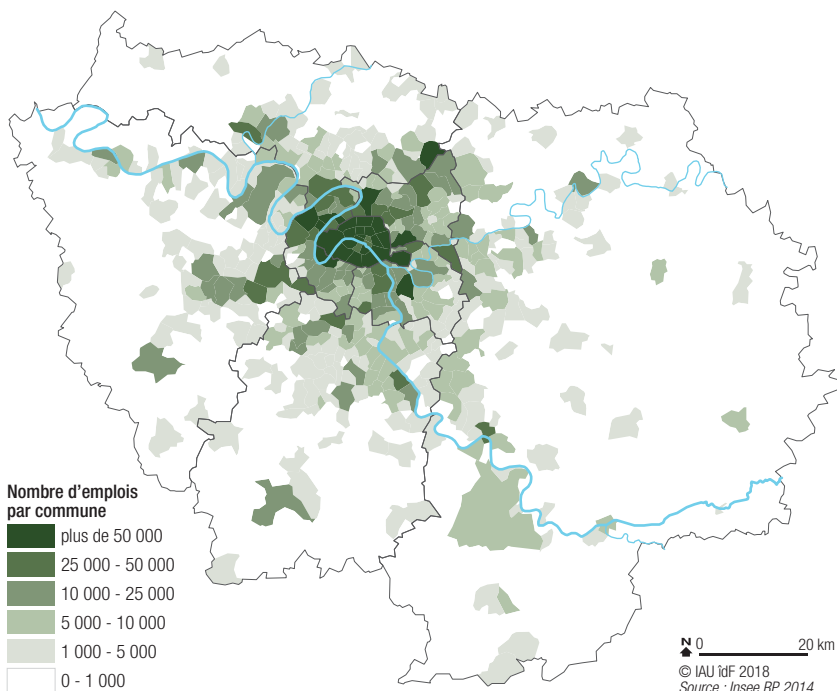 Nombre d'emplois
par commune
plus de 50 000
25 000 - 50 000
10 000 - 25 000
5 000 - 10 000
1 000 - 5 000
0 - 1 000
N 0 20 km
© IAU îdF 2018
Source : Insee RP 2014